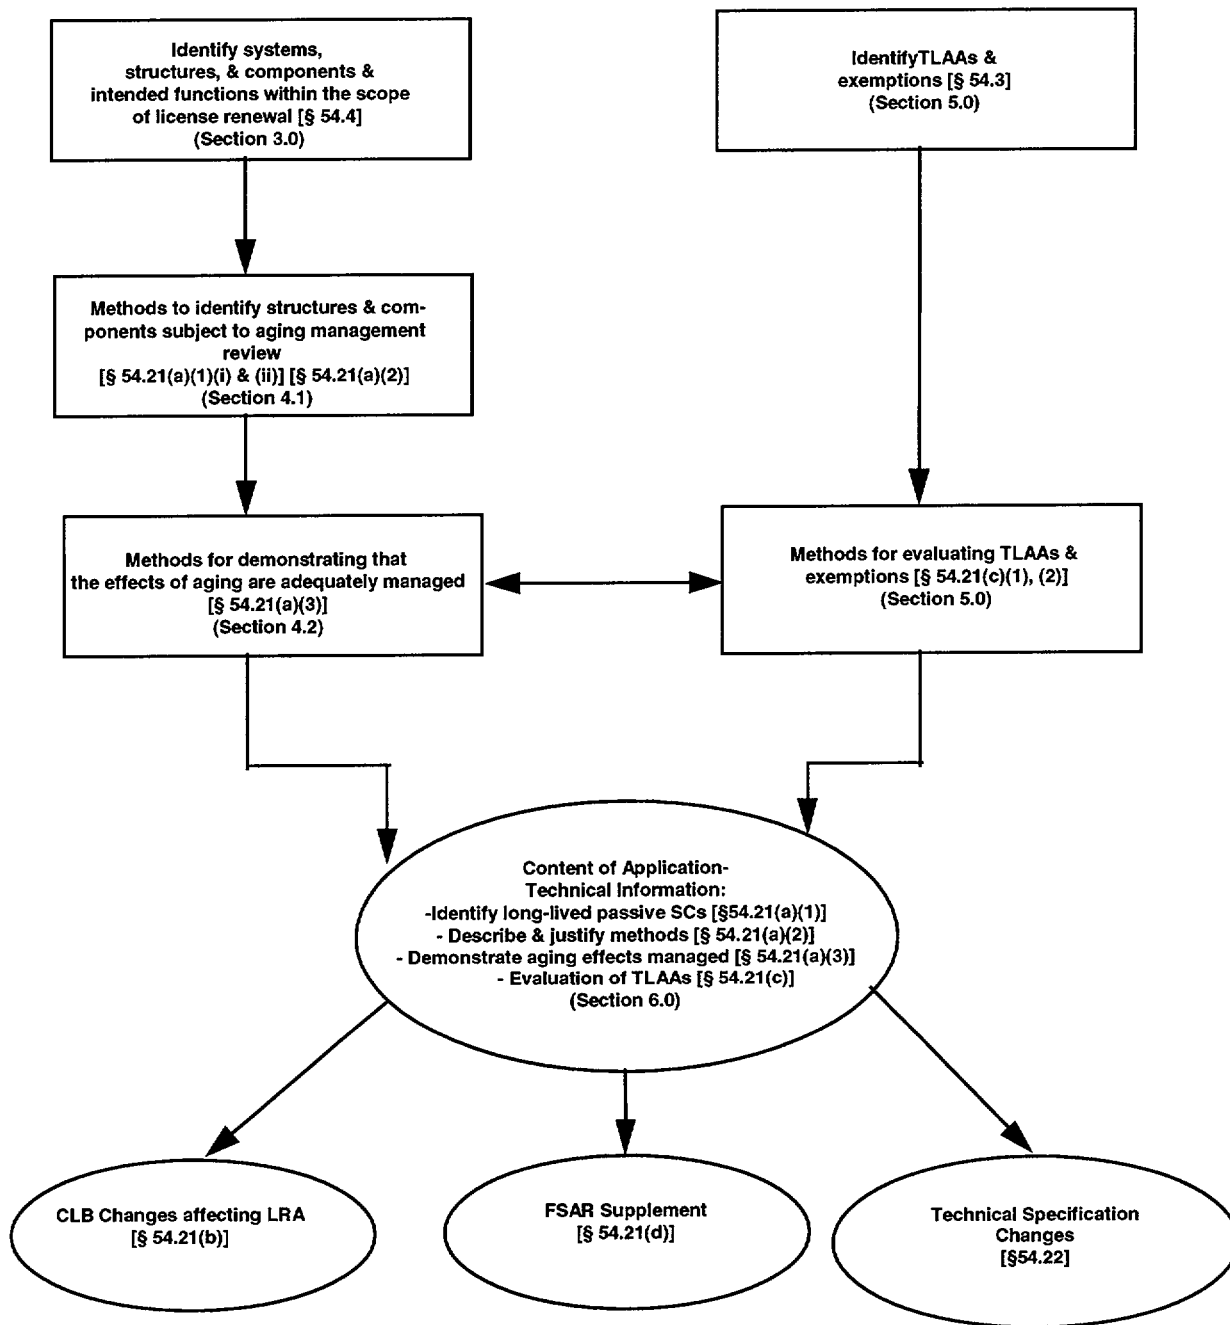 Identify systems,
structures, & components &
intended functions within the scope
of license renewal [§ 54.4]
(Section 3.0)
IdentifyTLAAs &
exemptions [§ 54.3]
(Section 5.0)
Methods to identify structures & com-
ponents subject to aging management
review
[§ 54.21(a)(1)(i) & (ii)] [§ 54.21(a)(2)]
(Section 4.1)
Methods for demonstrating that
the effects of aging are adequately managed
[§ 54.21(a)(3)]
(Section 4.2)
Methods for evaluating TLAAs &
exemptions [§ 54.21(c)(1), (2)]
(Section 5.0)
Content of Application-
Technical Information:
-Identify long-lived passive SCs [§54.21(a)(1)]
- Describe & justify methods [§ 54.21(a)(2)]
- Demonstrate aging effects managed [§ 54.21(a)(3)]
- Evaluation of TLAAs [§ 54.21(c)]
(Section 6.0)
CLB Changes affecting LRA
[§ 54.21(b)]
FSAR Supplement
[§ 54.21(d)]
Technical Specification
Changes
[§54.22]